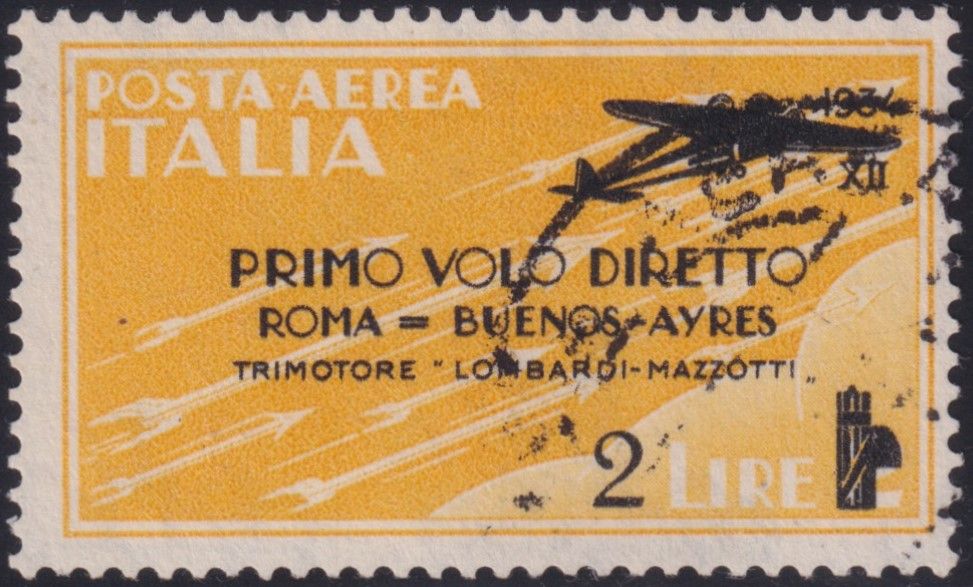 POSTA AEREA
ITALIA
1934
XII
PRIMO VOLO DIRETTO
ROMA = BUENOS-AYRES
TRIMOTORE "LOMBARDI-MAZZOTTI"
2 LIRE